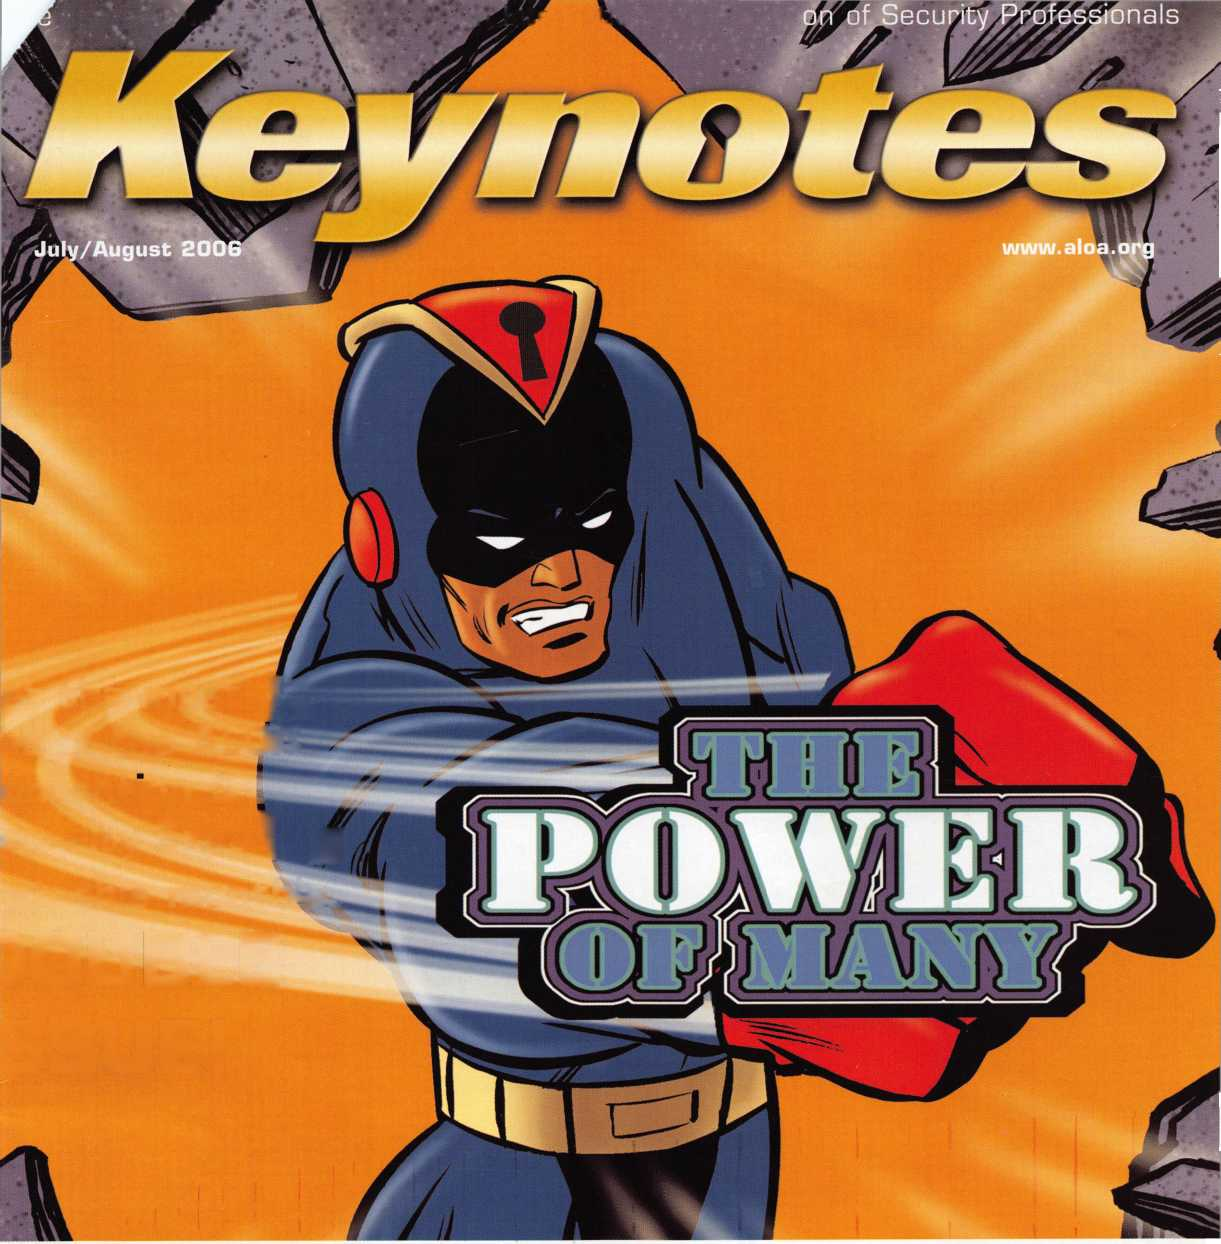 on of Security Professionals
Keynotes
July/August 2006
www.aloa.org
THE
POWER
OF MANY